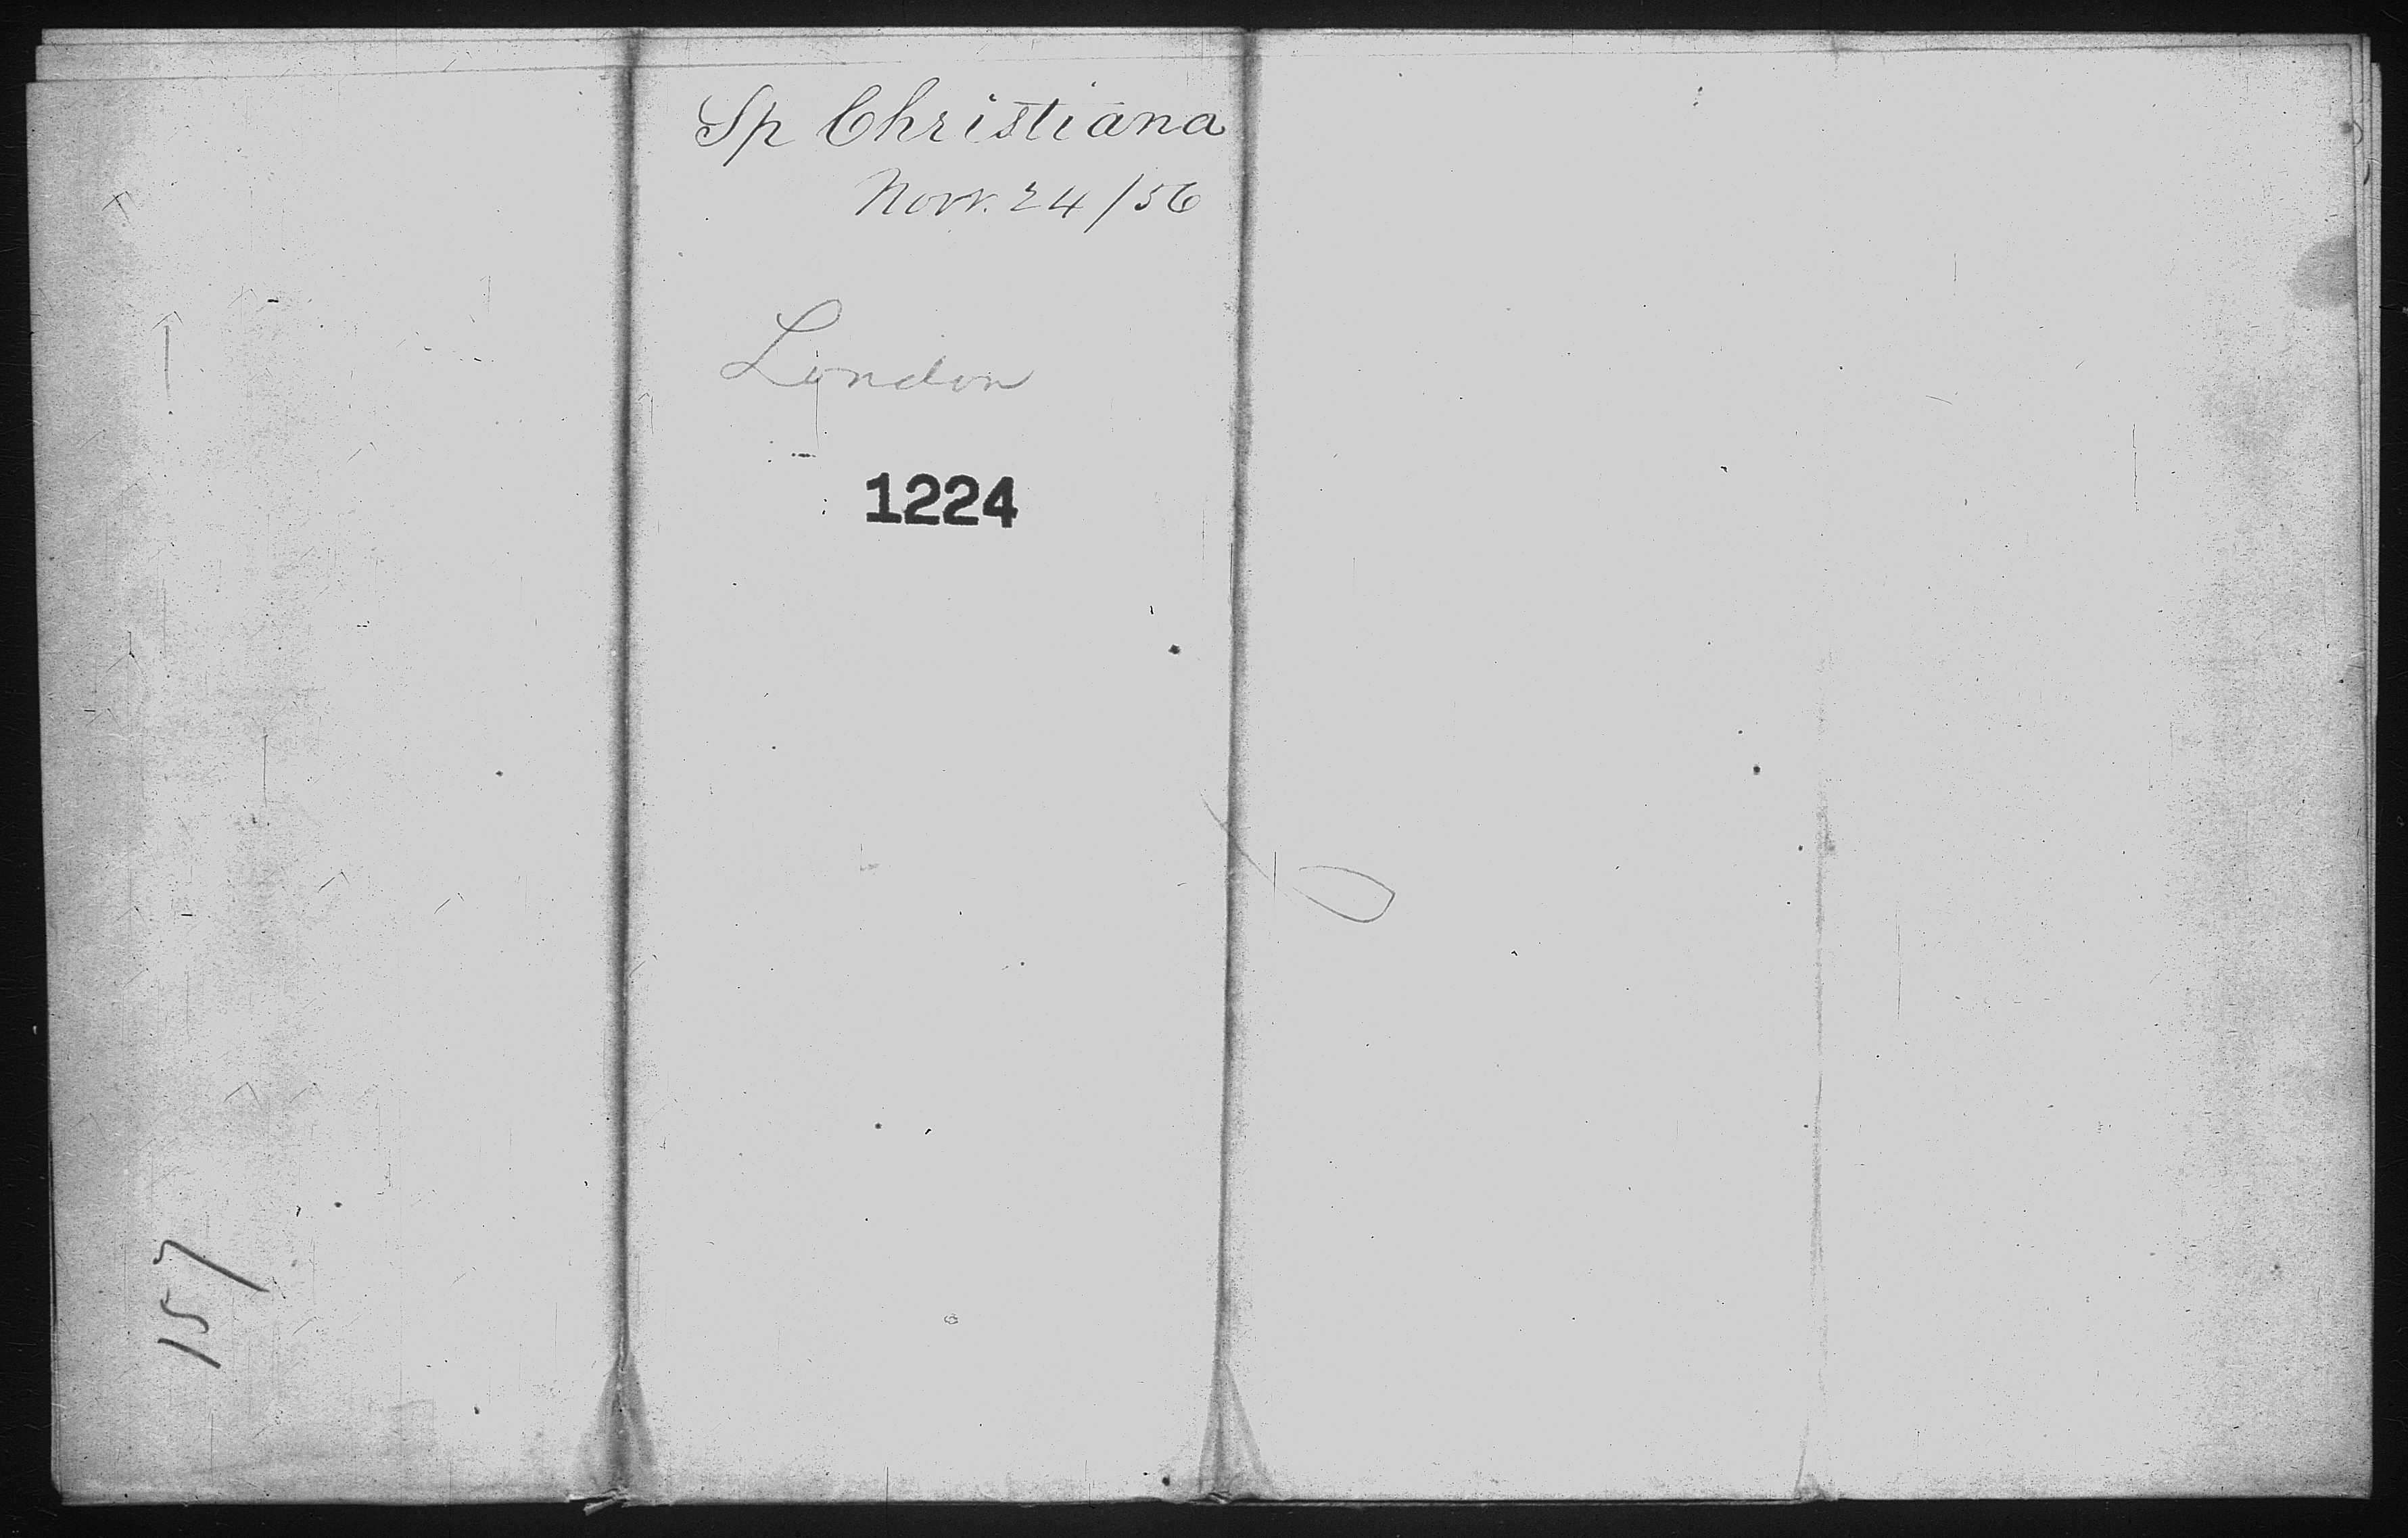 Sp Christiana
Novr. 24/56
London
1224
157